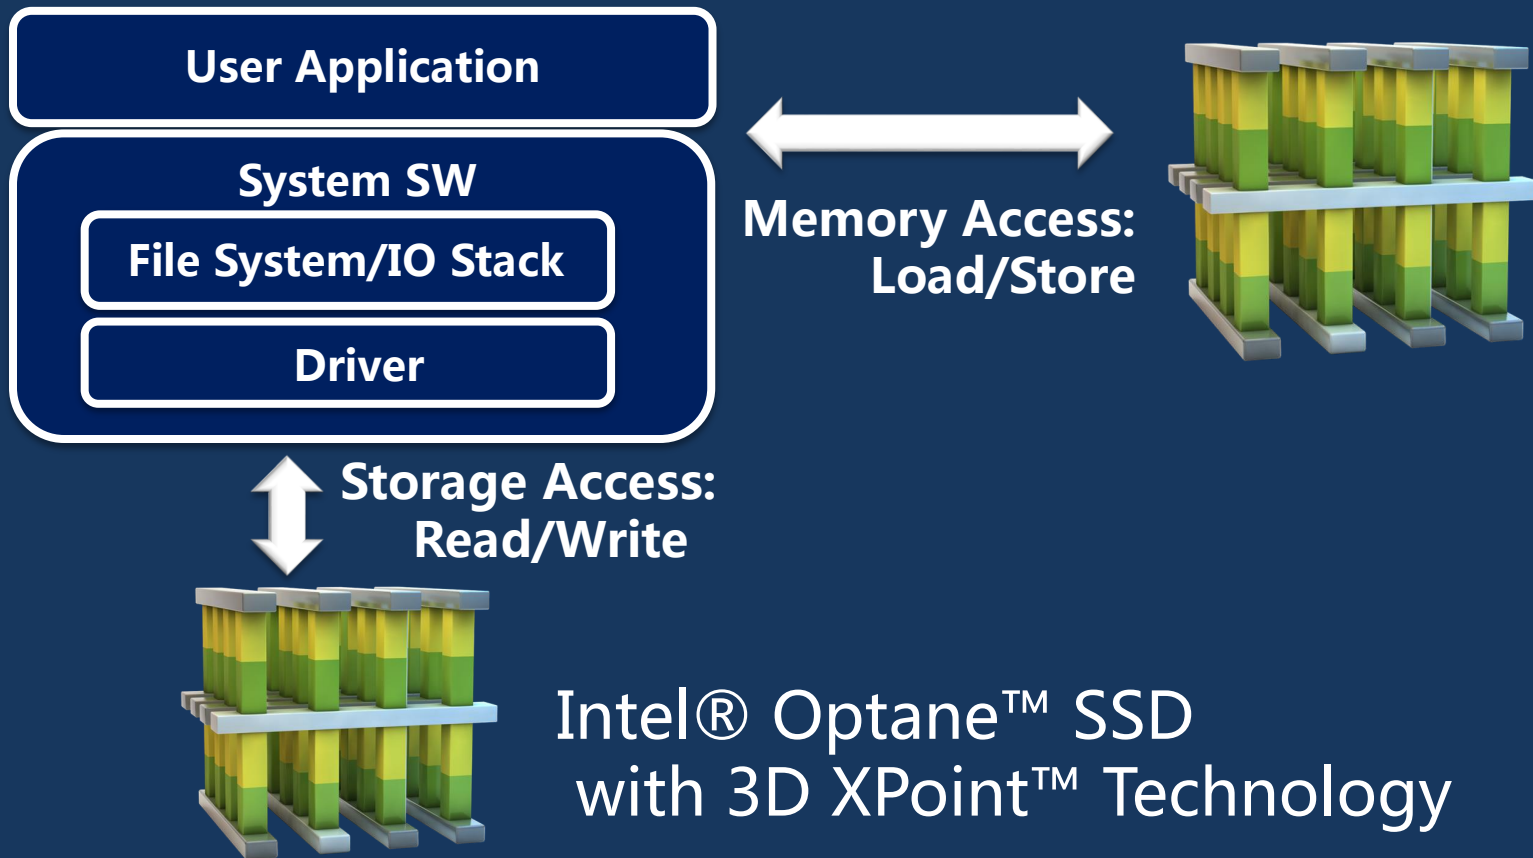 User Application
System SW
File System/IO Stack
Driver
Memory Access:
Load/Store
Storage Access:
Read/Write
Intel® Optane™ SSD
with 3D XPoint™ Technology